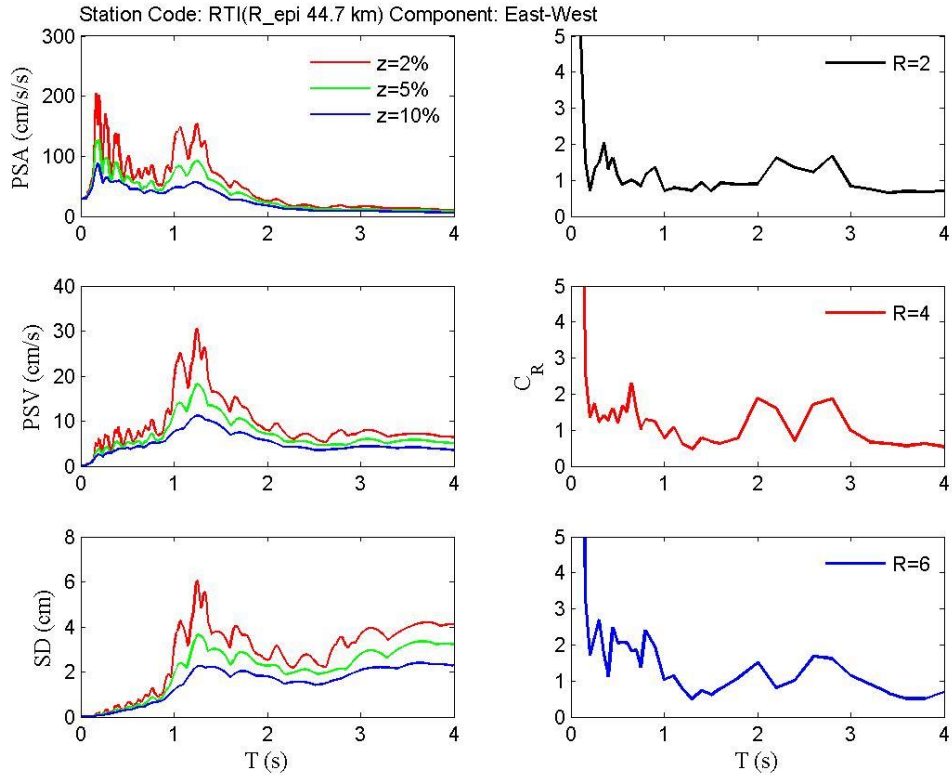 Station Code: RTI(R_epi 44.7 km) Component: East-West
300
200
100
0
PSA (cm/s/s)
z=2%
z=5%
z=10%
0 1 2 3 4
5
4
3
2
1
0
R=2
0 1 2 3 4
40
30
20
10
0
PSV (cm/s)
0 1 2 3 4
5
4
3
2
1
0
C_R
R=4
0 1 2 3 4
8
6
4
2
0
SD (cm)
0 1 2 3 4
T (s)
5
4
3
2
1
0
R=6
0 1 2 3 4
T (s)